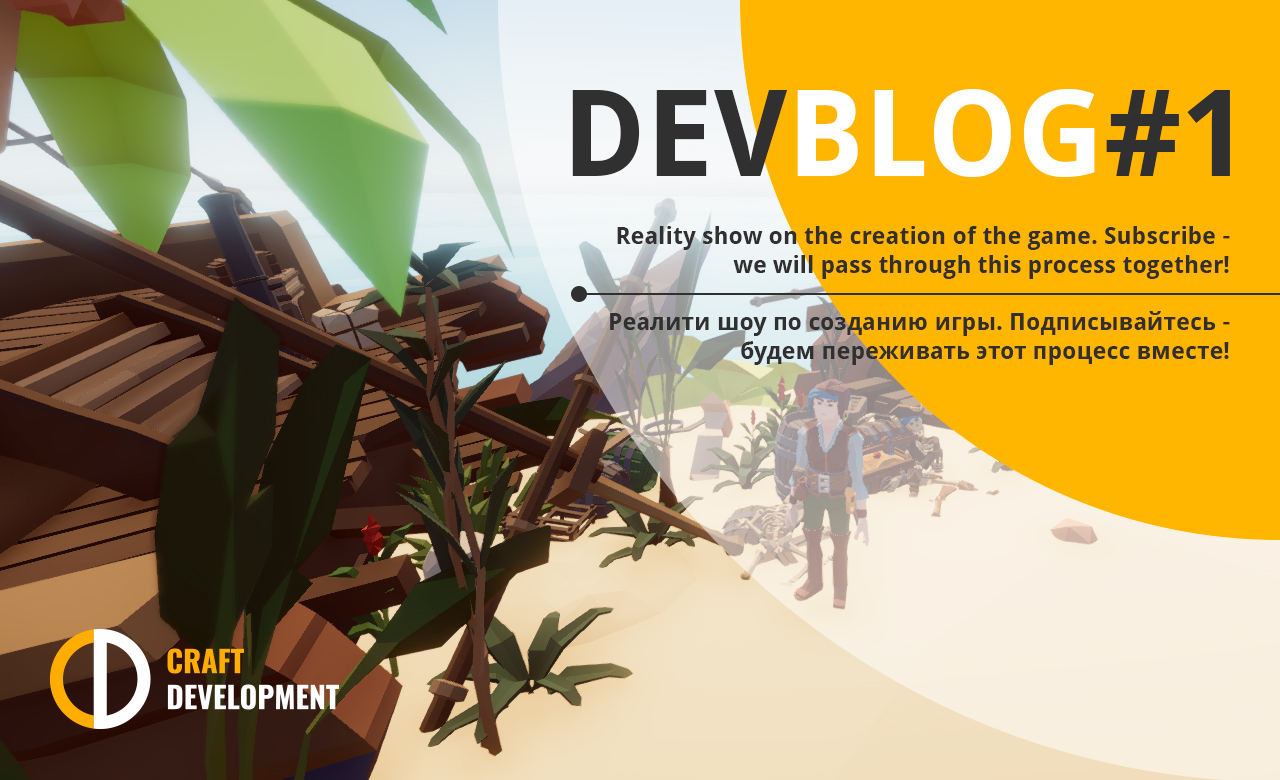 DEVBLOG#1
Reality show on the creation of the game. Subscribe -
we will pass through this process together!
Реалити шоу по созданию игры. Подписывайтесь -
будем переживать этот процесс вместе!
CRAFT
DEVELOPMENT